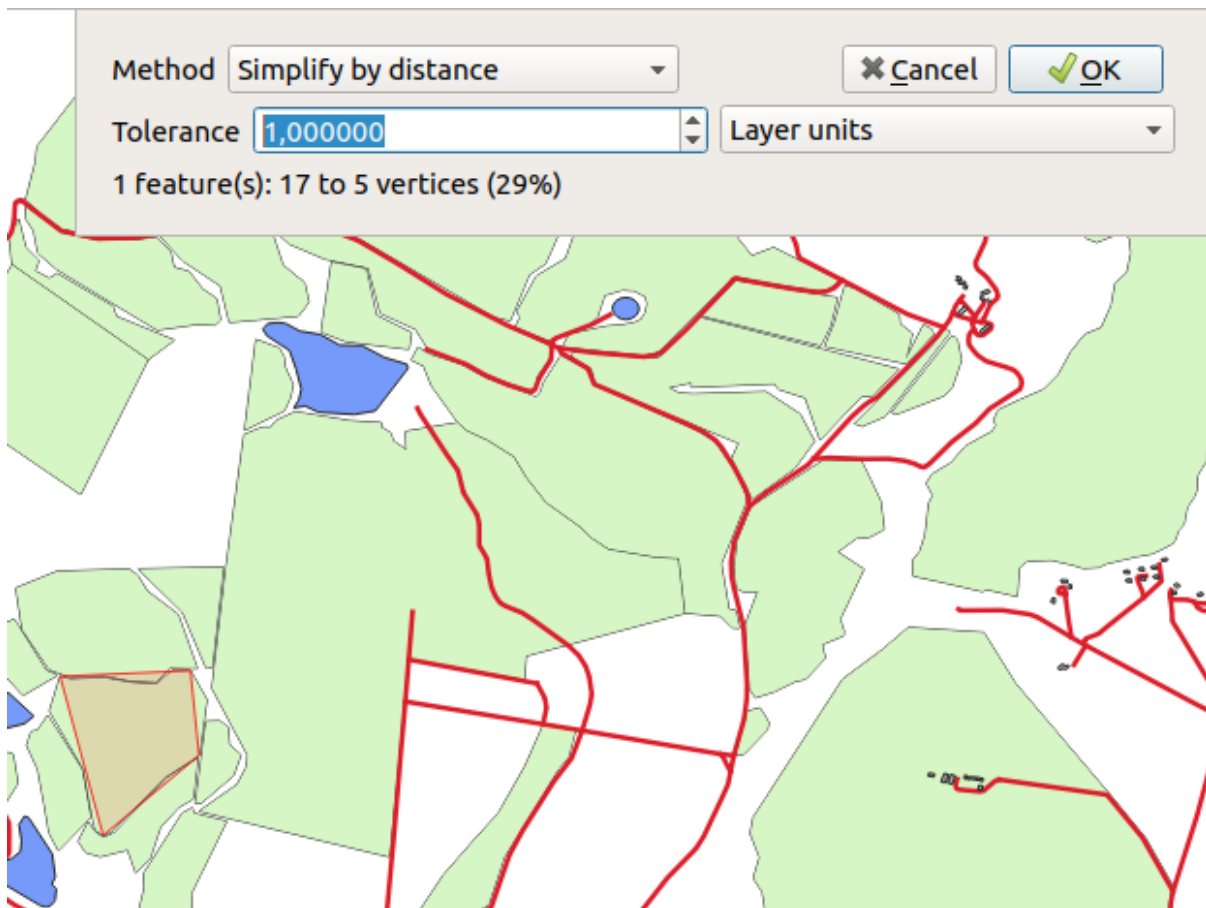 Method Simplify by distance Cancel OK
Tolerance 1,000000 Layer units
1 feature(s): 17 to 5 vertices (29%)